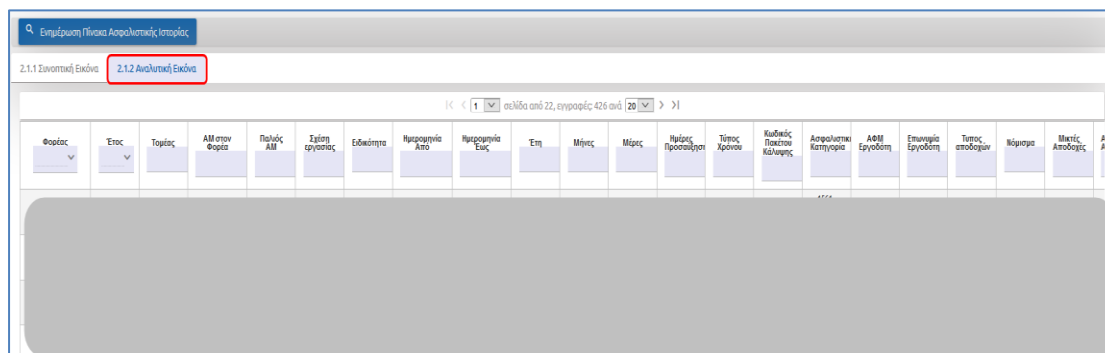 Ενημέρωση Πίνακα Ασφαλιστικής Ιστορίας
2.1.1 Συνοπτική Εικόνα 2.1.2 Αναλυτική Εικόνα
1 σελίδα από 22, εγγραφές: 426 ανά 20
Φορέας Έτος Τομέας ΑΜ στον Φορέα Παλιός ΑΜ Σχέση εργασίας Ειδικότητα Ημερομηνία Από Ημερομηνία Έως Έτη Μήνες Μέρες Ημέρες Προσαύξησης Τύπος Χρόνου Κωδικός Πακέτου Κάλυψης Ασφαλιστική Κατηγορία ΑΦΜ Εργοδότη Επωνυμία Εργοδότη Τυπος αποδοχών Νόμισμα Μικτές Αποδοχές